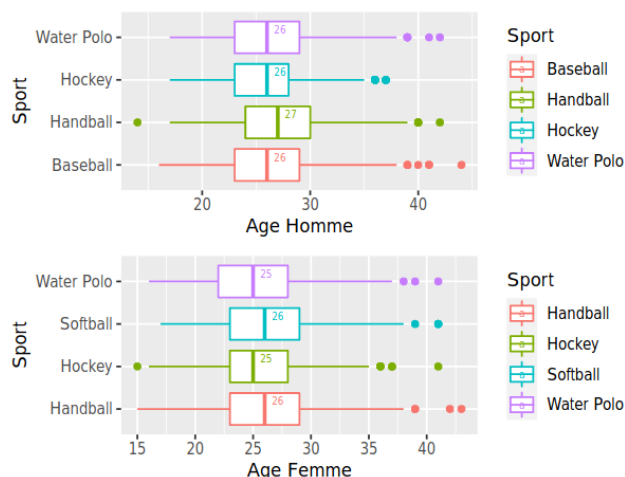 Water Polo
Hockey
Handball
Baseball
Sport
26
26
27
26
20
30
40
Age Homme
Sport
a Baseball
a Handball
a Hockey
a Water Polo
Water Polo
Softball
Hockey
Handball
Sport
25
26
25
26
15
20
25
30
35
40
Age Femme
Sport
a Handball
a Hockey
a Softball
a Water Polo